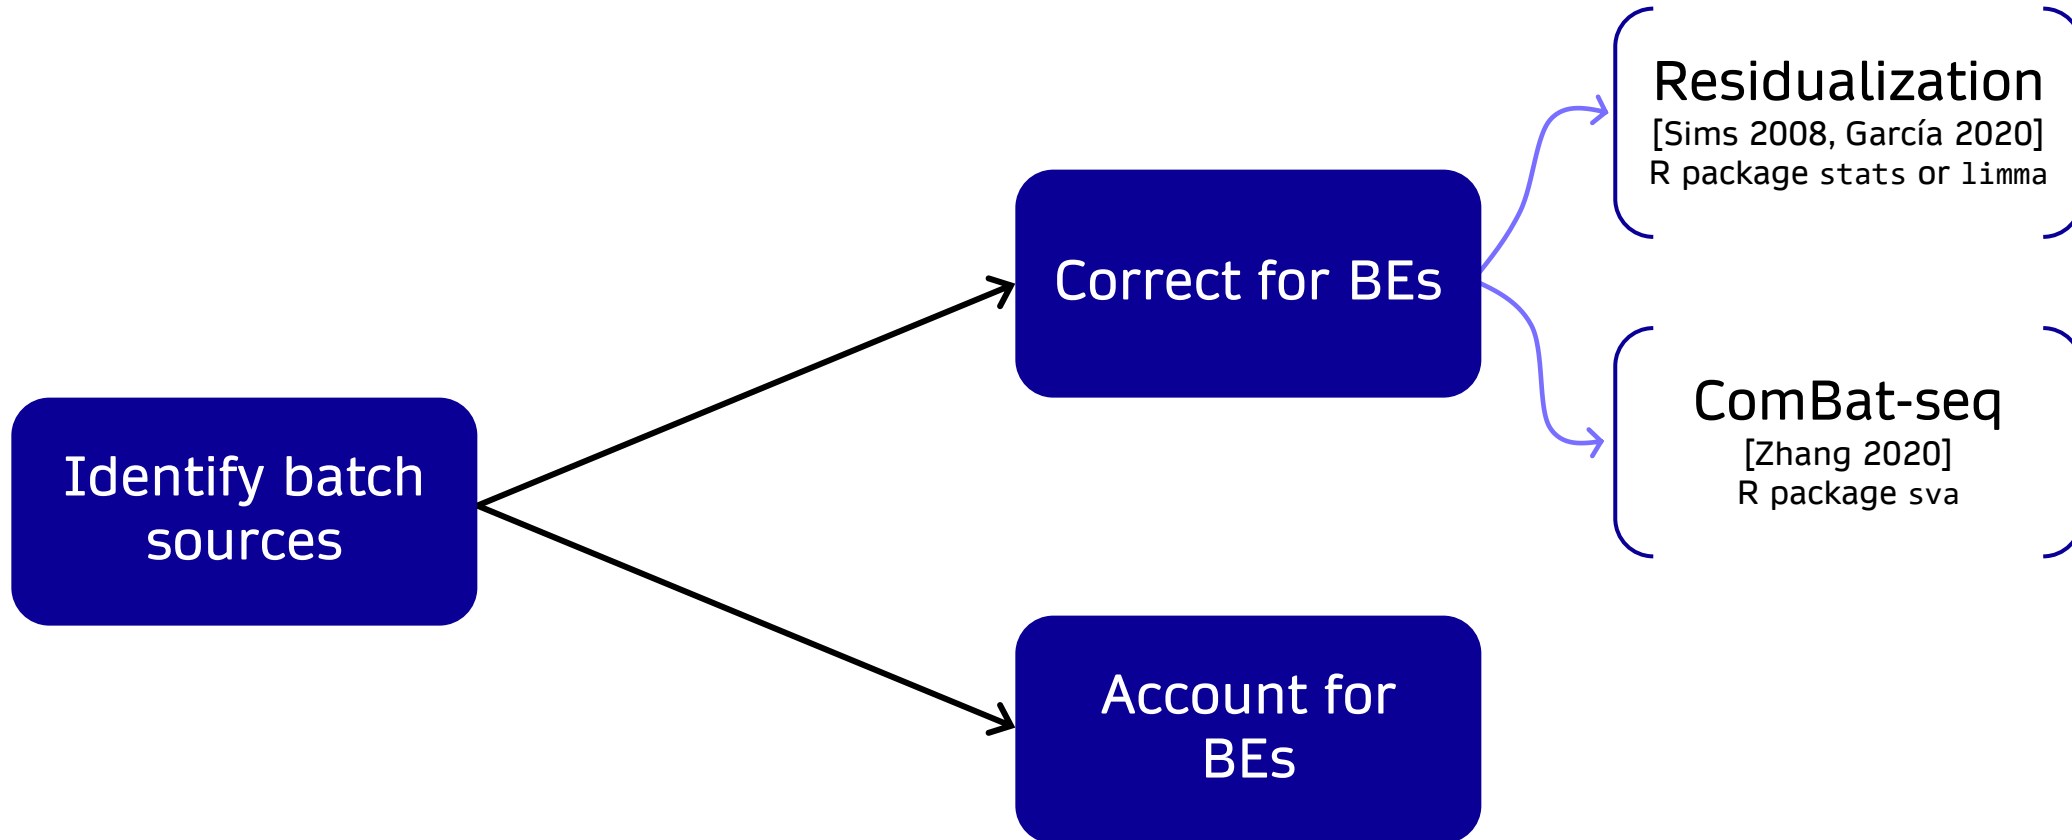 Residualization
[Sims 2008, García 2020]
R package stats or limma
Correct for BEs
ComBat-seq
[Zhang 2020]
R package sva
Identify batch
sources
Account for
BEs